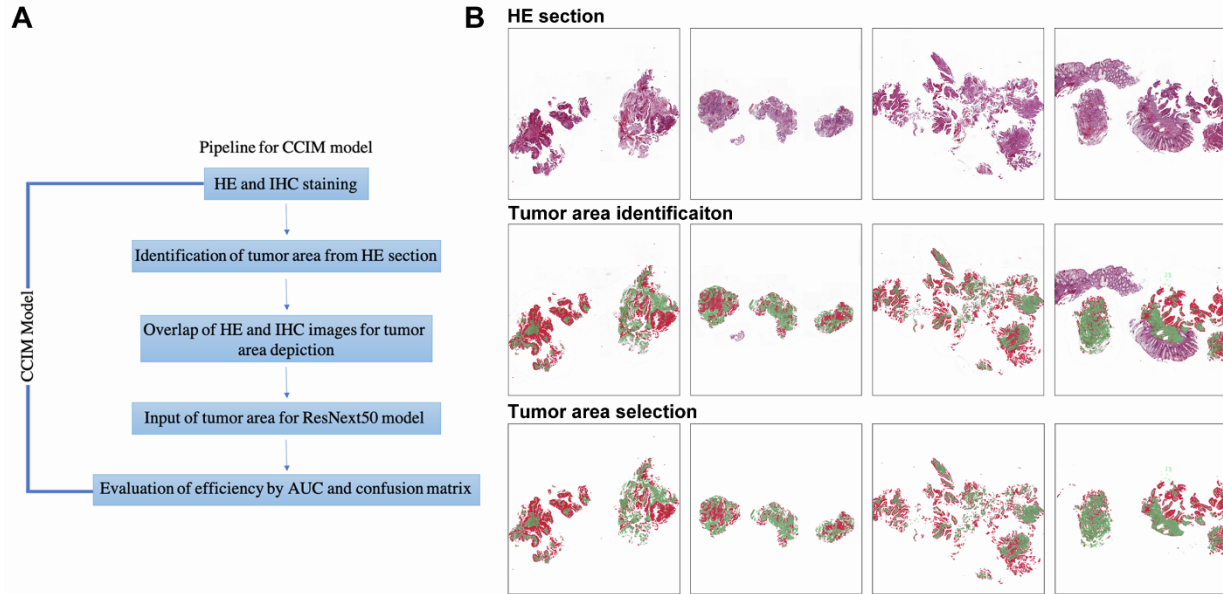 A
Pipeline for CCIM model
HE and IHC staining
Identification of tumor area from HE section
Overlap of HE and IHC images for tumor
area depiction
Input of tumor area for ResNext50 model
Evaluation of efficiency by AUC and confusion matrix
CCIM Model
B
HE section
Tumor area identificaiton
Tumor area selection